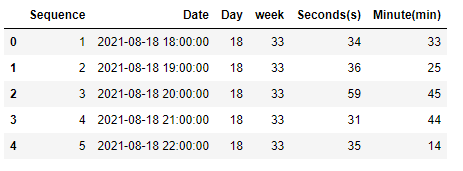 Sequence Date Day week Seconds(s) Minute(min)
0 1 2021-08-18 18:00:00 18 33 34 33
1 2 2021-08-18 19:00:00 18 33 36 25
2 3 2021-08-18 20:00:00 18 33 59 45
3 4 2021-08-18 21:00:00 18 33 31 44
4 5 2021-08-18 22:00:00 18 33 35 14